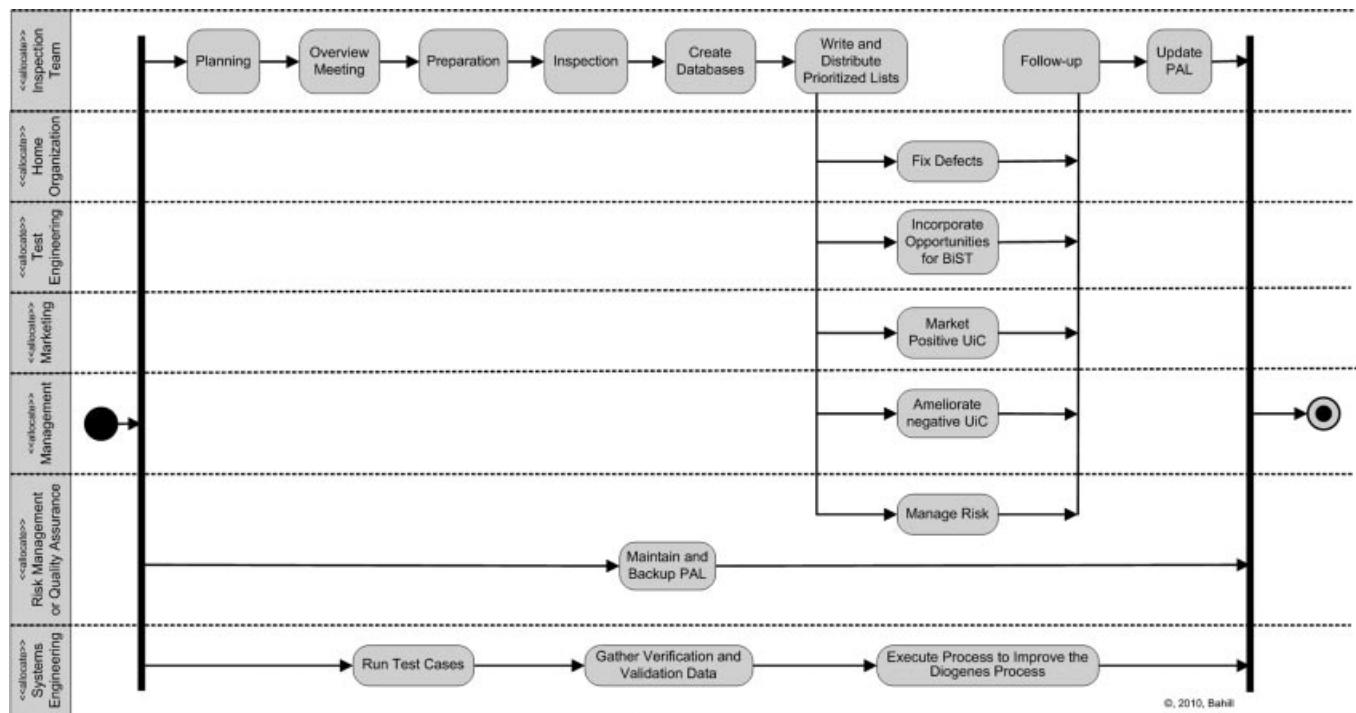 <<allocate>>
Inspection
Team
Planning
Overview
Meeting
Preparation
Inspection
Create
Databases
Write and
Distribute
Prioritized Lists
Follow-up
Update
PAL
<<allocate>>
Home
Organization
Fix Defects
<<allocate>>
Test
Engineering
Incorporate
Opportunities
for BiST
<<allocate>>
Marketing
Market
Positive UiC
<<allocate>>
Management
Ameliorate
negative UiC
<<allocate>>
Risk Management
or Quality Assurance
Manage Risk
Maintain and
Backup PAL
<<allocate>>
Systems
Engineering
Run Test Cases
Gather Verification and
Validation Data
Execute Process to Improve the
Diogenes Process
©, 2010, Bahill